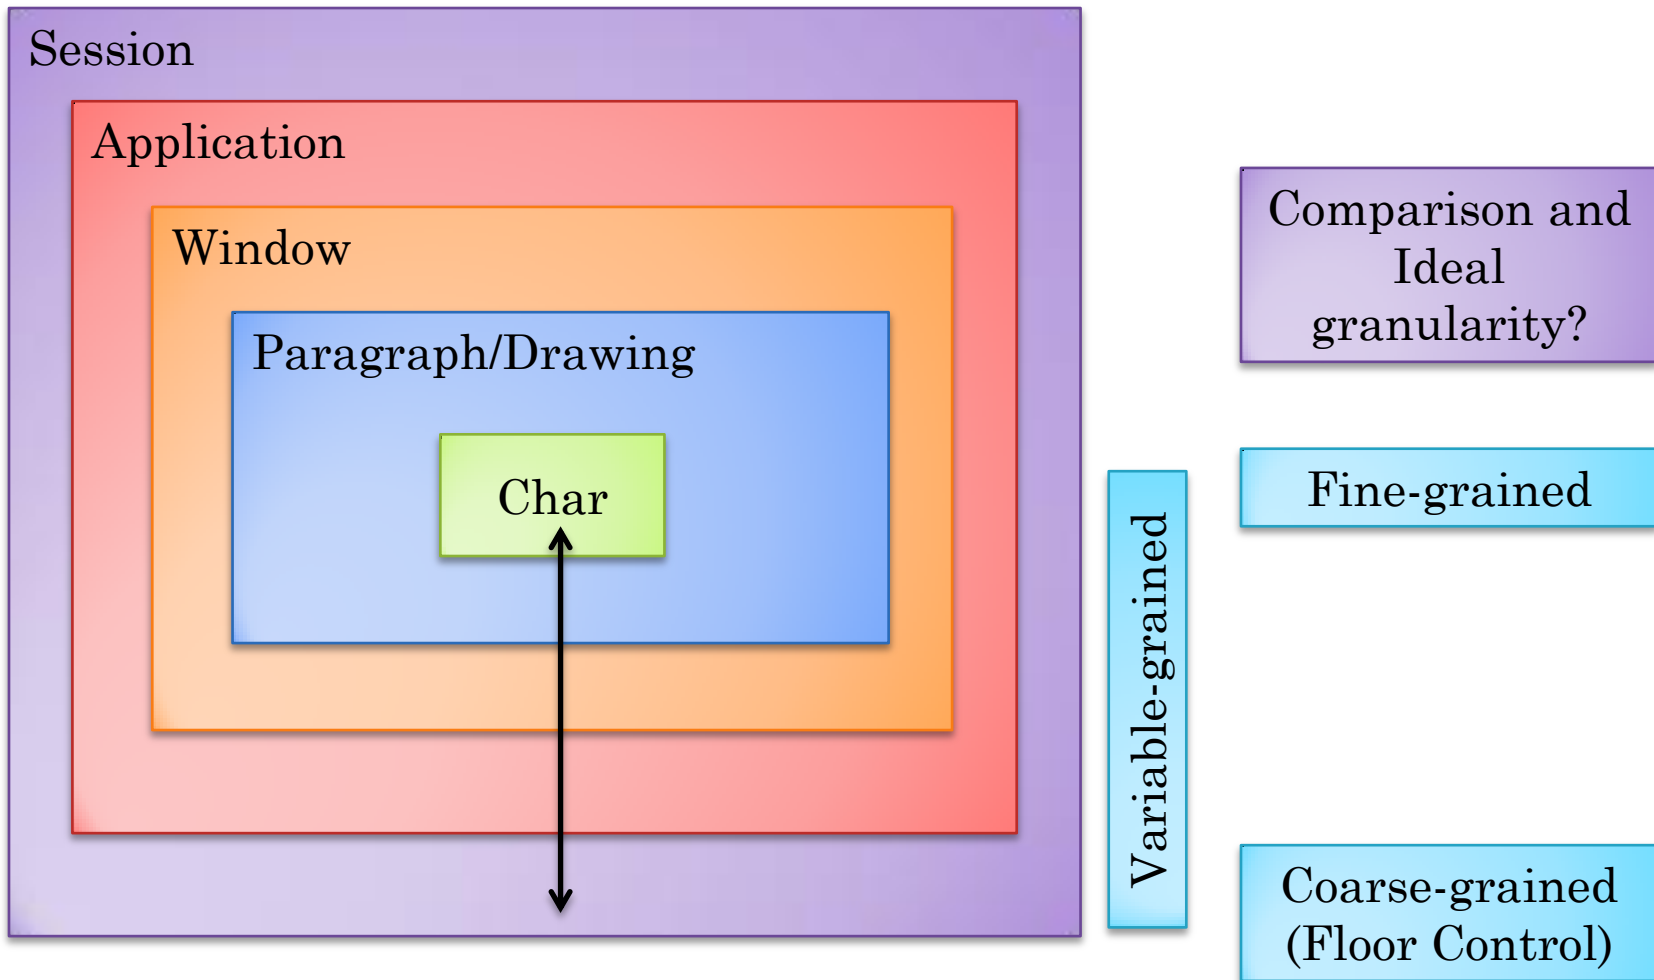 Session
Application
Window
Paragraph/Drawing
Char
Variable-grained
Comparison and
Ideal
granularity?
Fine-grained
Coarse-grained
(Floor Control)